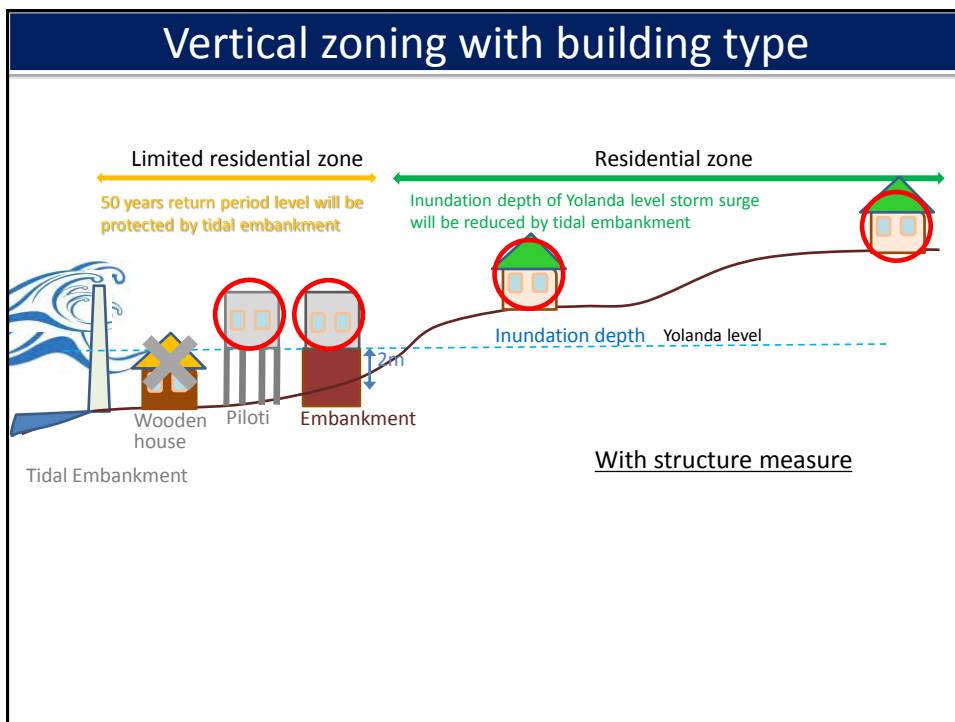 Vertical zoning with building type
Limited residential zone
Residential zone
50 years return period level will be
protected by tidal embankment
Inundation depth of Yolanda level storm surge
will be reduced by tidal embankment
Inundation depth
Yolanda level
2m
Wooden
house
Piloti
Embankment
Tidal Embankment
With structure measure